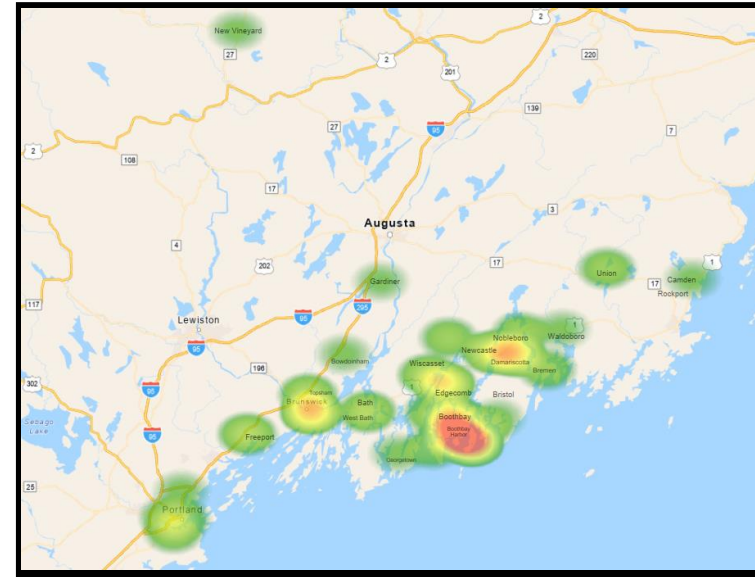 2
New Vineyard
27
220
2
201
139
95
27
7
2
108
17
3
Augusta
4
202
17
Union
1
Gardiner
Camden
17
Rockport
117
295
95
Lewiston
1
Nobleboro
Waldoboro
95
Newcastle
Bowdoinham
Wiscasset
Damariscotta
196
Bremen
302
95
1
Topsham
Edgecomb
Bristol
Brunswick
Bath
West Bath
Boothbay
Sebago
Lake
Boothbay
Harbor
Freeport
95
Georgetown
25
Portland